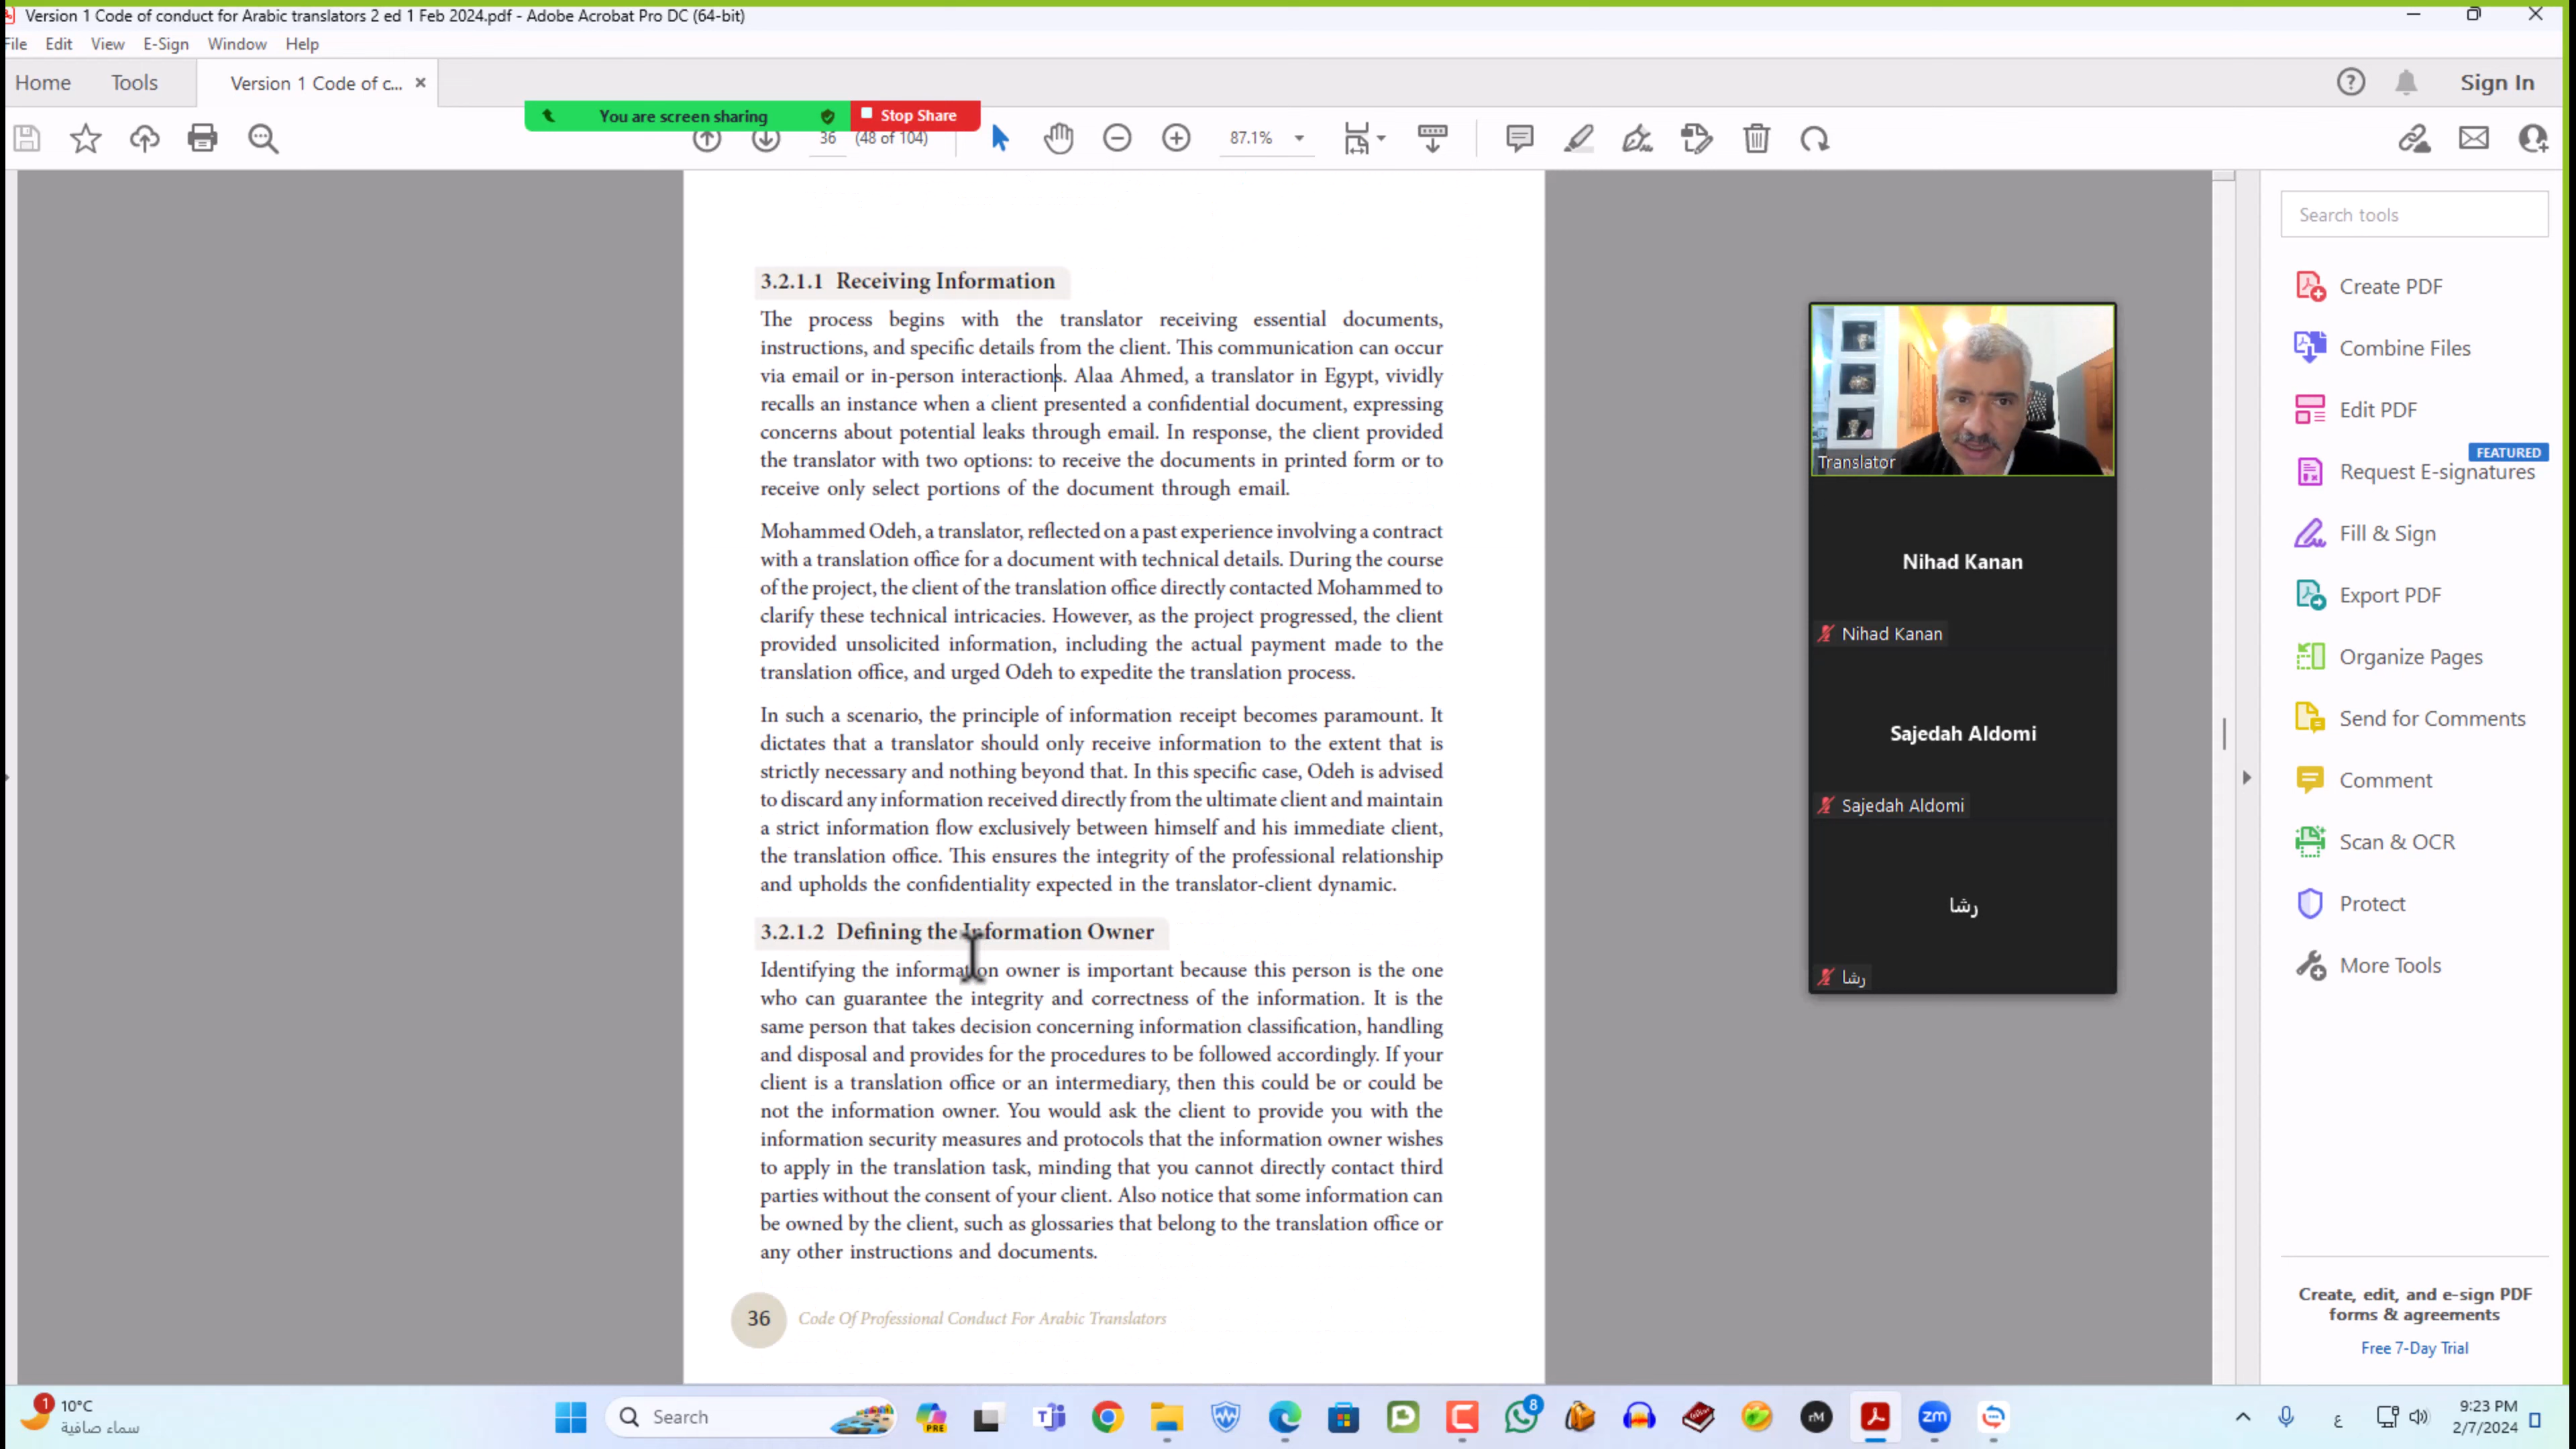 Version 1 Code of conduct for Arabic translators 2 ed 1 Feb 2024.pdf - Adobe Acrobat Pro DC (64-bit)
File Edit View E-Sign Window Help
Home Tools Version 1 Code of c... Sign In
You are screen sharing Stop Share
36 (48 of 104) 87.1%
3.2.1.1 Receiving Information
The process begins with the translator receiving essential documents,
instructions, and specific details from the client. This communication can occur
via email or in-person interactions. Alaa Ahmed, a translator in Egypt, vividly
recalls an instance when a client presented a confidential document, expressing
concerns about potential leaks through email. In response, the client provided
the translator with two options: to receive the documents in printed form or to
receive only select portions of the document through email.
Mohammed Odeh, a translator, reflected on a past experience involving a contract
with a translation office for a document with technical details. During the course
of the project, the client of the translation office directly contacted Mohammed to
clarify these technical intricacies. However, as the project progressed, the client
provided unsolicited information, including the actual payment made to the
translation office, and urged Odeh to expedite the translation process.
In such a scenario, the principle of information receipt becomes paramount. It
dictates that a translator should only receive information to the extent that is
strictly necessary and nothing beyond that. In this specific case, Odeh is advised
to discard any information received directly from the ultimate client and maintain
a strict information flow exclusively between himself and his immediate client,
the translation office. This ensures the integrity of the professional relationship
and upholds the confidentiality expected in the translator-client dynamic.
3.2.1.2 Defining the Information Owner
Identifying the information owner is important because this person is the one
who can guarantee the integrity and correctness of the information. It is the
same person that takes decision concerning information classification, handling
and disposal and provides for the procedures to be followed accordingly. If your
client is a translation office or an intermediary, then this could be or could be
not the information owner. You would ask the client to provide you with the
information security measures and protocols that the information owner wishes
to apply in the translation task, minding that you cannot directly contact third
parties without the consent of your client. Also notice that some information can
be owned by the client, such as glossaries that belong to the translation office or
any other instructions and documents.
36 Code Of Professional Conduct For Arabic Translators
Translator
Nihad Kanan
Nihad Kanan
Sajedah Aldomi
Sajedah Aldomi
رشا
رشا
Search tools
Create PDF
Combine Files
Edit PDF
FEATURED
Request E-signatures
Fill & Sign
Export PDF
Organize Pages
Send for Comments
Comment
Scan & OCR
Protect
More Tools
Create, edit, and e-sign PDF
forms & agreements
Free 7-Day Trial
1 10°C
سماء صافية
Search
PRE
8
rM
zm
ع
9:23 PM
2/7/2024